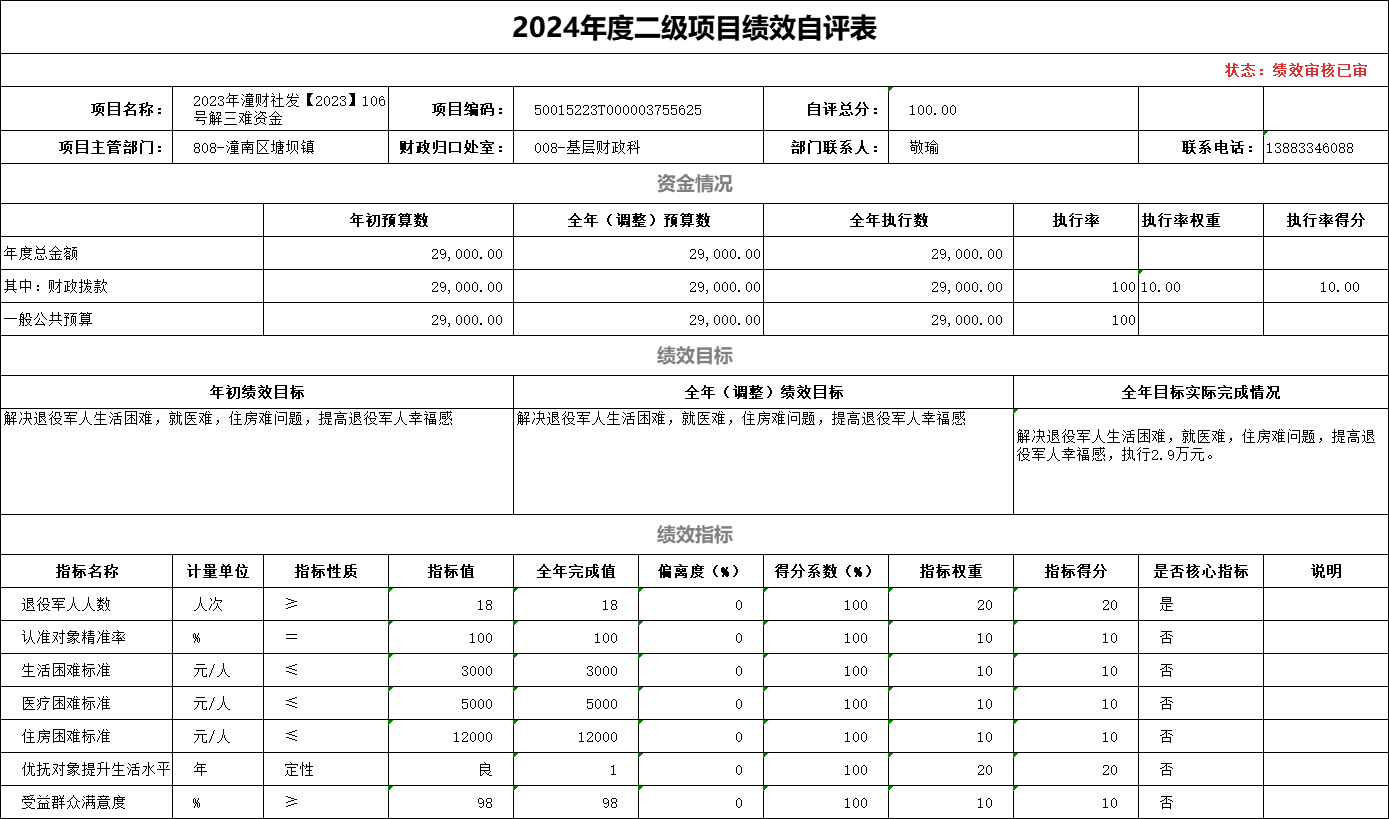 2024年度二级项目绩效自评表
状态：绩效审核已审
项目名称： 2023年潼财社发【2023】106号解三难资金 项目编码： 50015223T000003755625 自评总分： 100.00
项目主管部门： 808-潼南区塘坝镇 财政归口处室： 008-基层财政科 部门联系人： 敬瑜 联系电话： 13883346088
资金情况
年初预算数 全年（调整）预算数 全年执行数 执行率 执行率权重 执行率得分
年度总金额 29,000.00 29,000.00 29,000.00
其中：财政拨款 29,000.00 29,000.00 29,000.00 100 10.00 10.00
一般公共预算 29,000.00 29,000.00 29,000.00 100
绩效目标
年初绩效目标 全年（调整）绩效目标 全年目标实际完成情况
解决退役军人生活困难，就医难，住房难问题，提高退役军人幸福感 解决退役军人生活困难，就医难，住房难问题，提高退役军人幸福感 解决退役军人生活困难，就医难，住房难问题，提高退役军人幸福感，执行2.9万元。
绩效指标
指标名称 计量单位 指标性质 指标值 全年完成值 偏离度（%） 得分系数（%） 指标权重 指标得分 是否核心指标 说明
退役军人人数 人次 ≥ 18 18 0 100 20 20 是
认准对象精准率 % ＝ 100 100 0 100 10 10 否
生活困难标准 元/人 ≤ 3000 3000 0 100 10 10 否
医疗困难标准 元/人 ≤ 5000 5000 0 100 10 10 否
住房困难标准 元/人 ≤ 12000 12000 0 100 10 10 否
优抚对象提升生活水平 年 定性 良 1 0 100 20 20 否
受益群众满意度 % ≥ 98 98 0 100 10 10 否